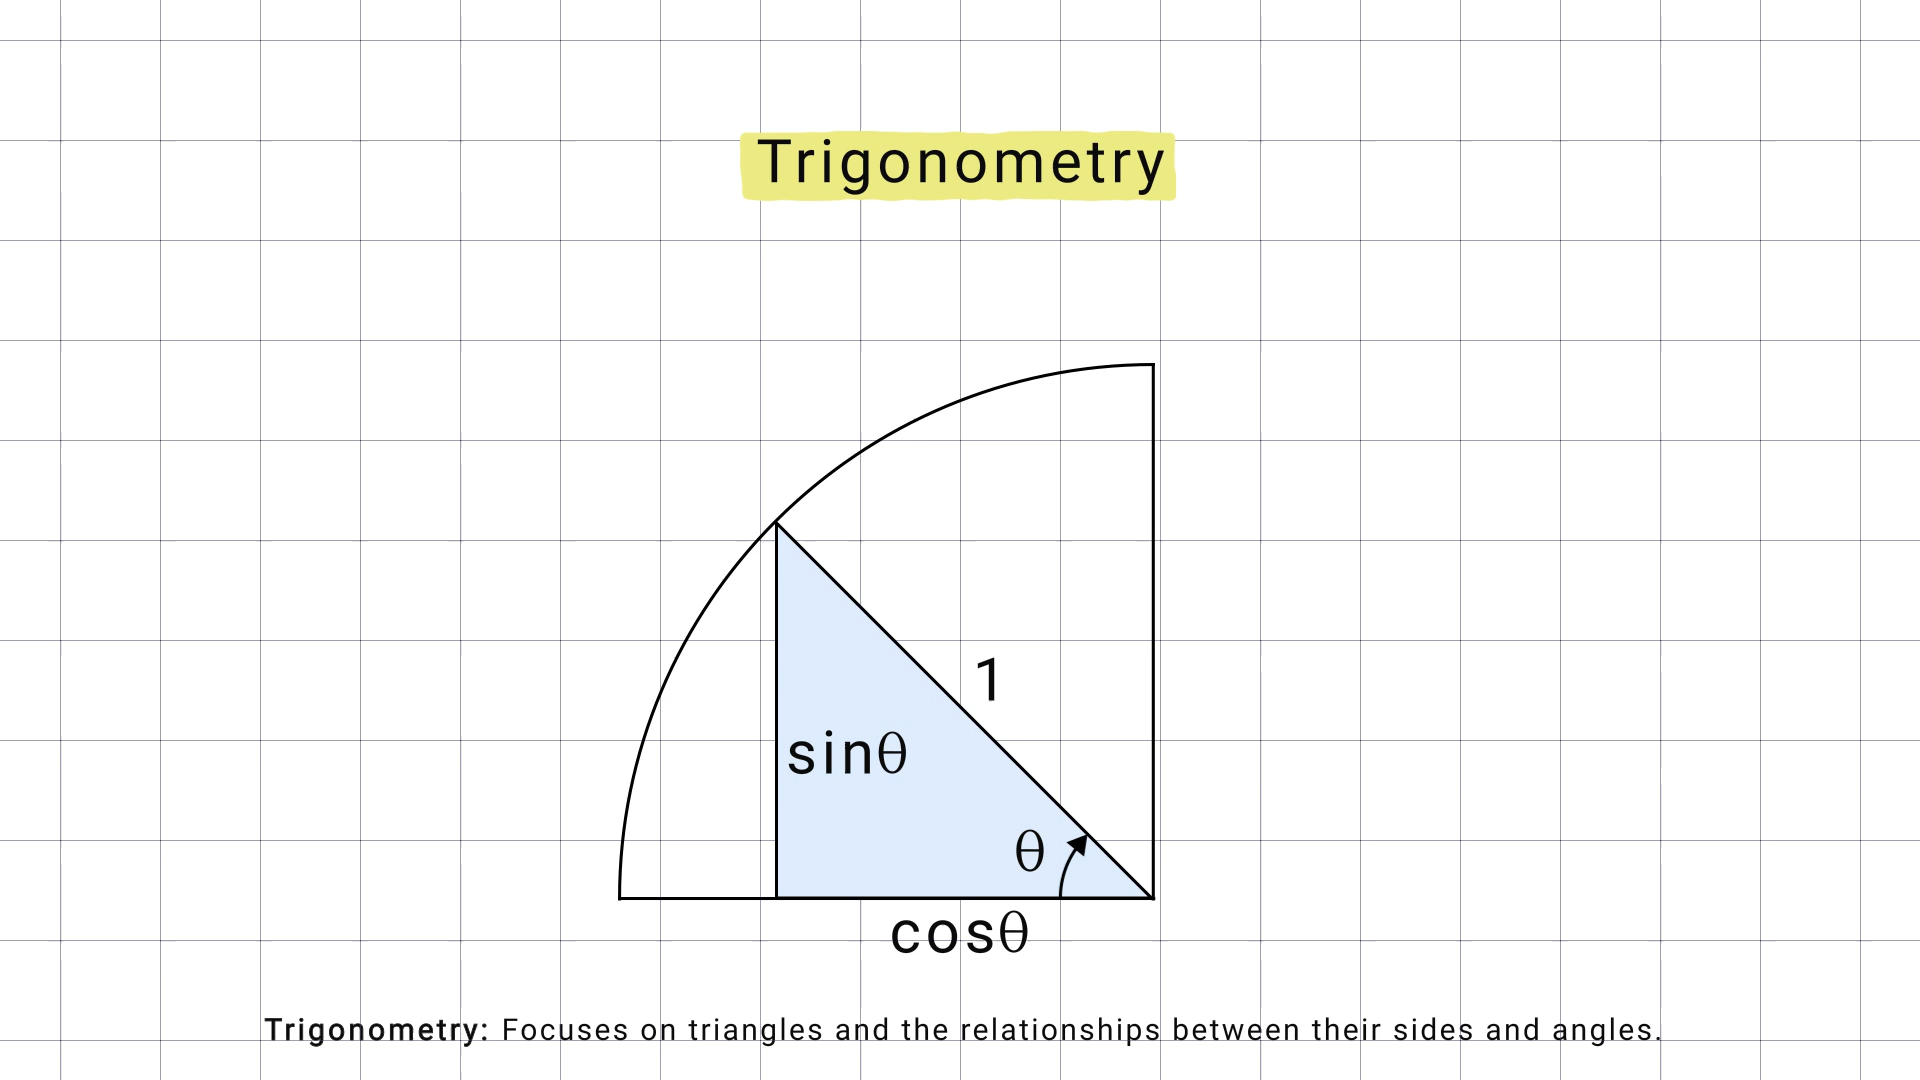 Trigonometry
1
sinθ
θ
cosθ
Trigonometry: Focuses on triangles and the relationships between their sides and angles.